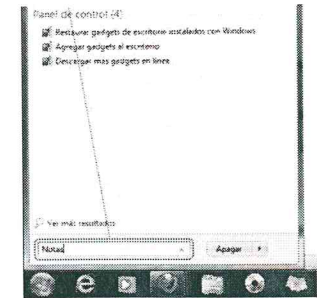 Panel de control (4)
Restaurar gadgets de escritorio instalados con Windows
Agregar gadgets al escritorio
Descargar más gadgets en línea
Ver más resultados
Notas
Apagar